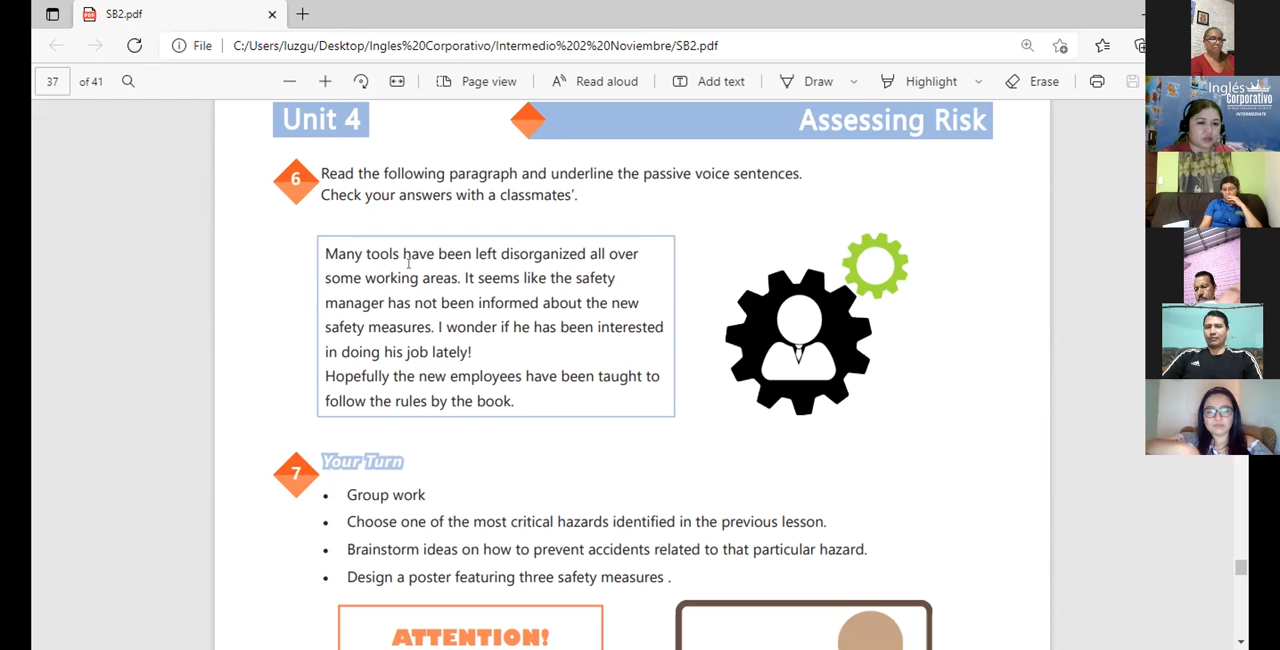 SB2.pdf
File
C:/Users/luzgu/Desktop/Ingles%20Corporativo/Intermedio%202%20Noviembre/SB2.pdf
37 of 41
Page view
Read aloud
Add text
Draw
Highlight
Erase
Inglés
Corporativo
INTERMEDIATE
Unit 4
Assessing Risk
6
Read the following paragraph and underline the passive voice sentences.
Check your answers with a classmates'.
Many tools have been left disorganized all over
some working areas. It seems like the safety
manager has not been informed about the new
safety measures. I wonder if he has been interested
in doing his job lately!
Hopefully the new employees have been taught to
follow the rules by the book.
7
Your Turn
• Group work
• Choose one of the most critical hazards identified in the previous lesson.
• Brainstorm ideas on how to prevent accidents related to that particular hazard.
• Design a poster featuring three safety measures .
ATTENTION!